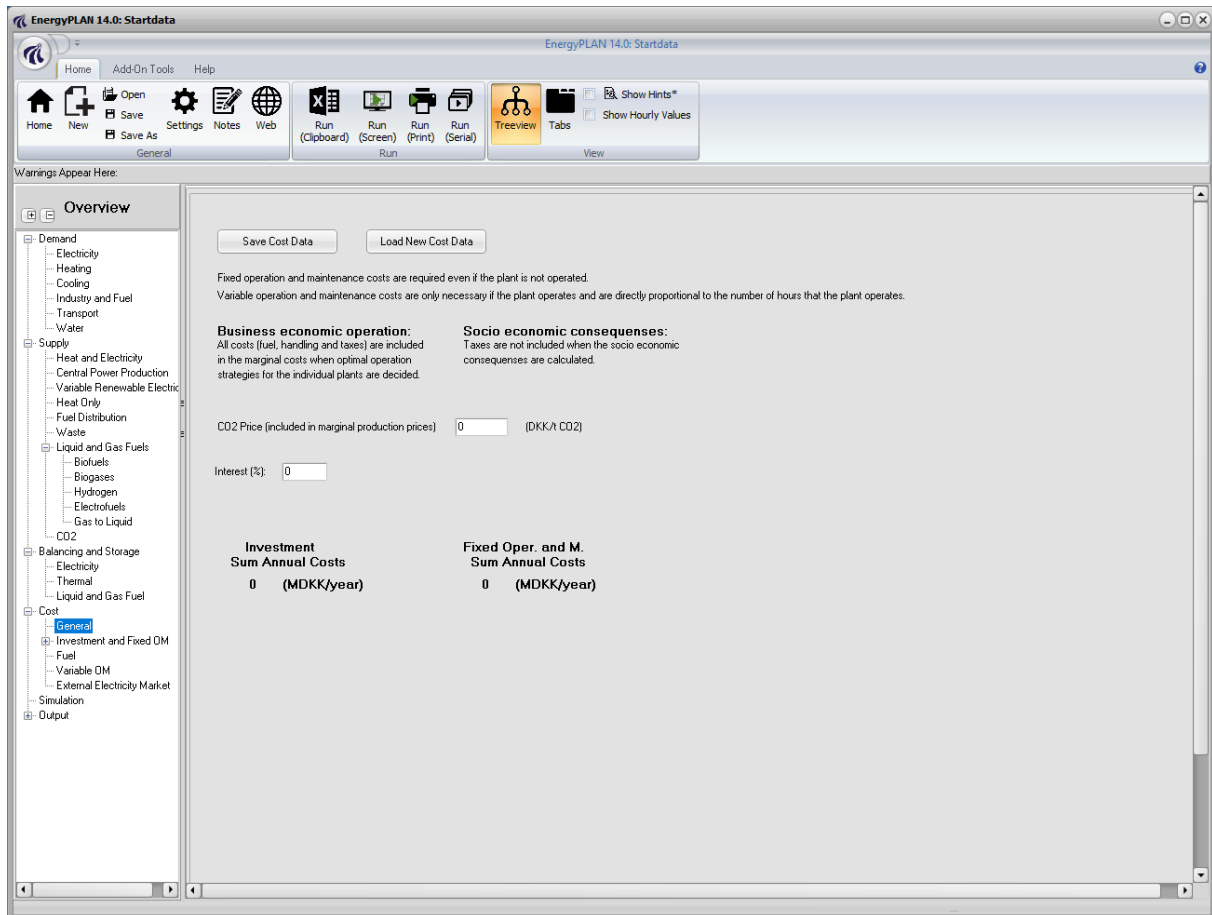 EnergyPLAN 14.0: Startdata
EnergyPLAN 14.0: Startdata
Home Add-On Tools Help
Home
New
Open
Save
Save As
Settings
Notes
Web
General
Run
(Clipboard)
Run
(Screen)
Run
(Print)
Run
(Serial)
Run
Treeview
Tabs
Show Hints*
Show Hourly Values
View
Warnings Appear Here:
Overview
Demand
Electricity
Heating
Cooling
Industry and Fuel
Transport
Water
Supply
Heat and Electricity
Central Power Production
Variable Renewable Electric
Heat Only
Fuel Distribution
Waste
Liquid and Gas Fuels
Biofuels
Biogases
Hydrogen
Electrofuels
Gas to Liquid
CO2
Balancing and Storage
Electricity
Thermal
Liquid and Gas Fuel
Cost
General
Investment and Fixed OM
Fuel
Variable OM
External Electricity Market
Simulation
Output
Save Cost Data
Load New Cost Data
Fixed operation and maintenance costs are required even if the plant is not operated.
Variable operation and maintenance costs are only necessary if the plant operates and are directly proportional to the number of hours that the plant operates.
Business economic operation:
All costs (fuel, handling and taxes) are included
in the marginal costs when optimal operation
strategies for the individual plants are decided.
Socio economic consequenses:
Taxes are not included when the socio economic
consequenses are calculated.
CO2 Price (included in marginal production prices) 0 (DKK/t CO2)
Interest (%): 0
Investment
Sum Annual Costs
0 (MDKK/year)
Fixed Oper. and M.
Sum Annual Costs
0 (MDKK/year)